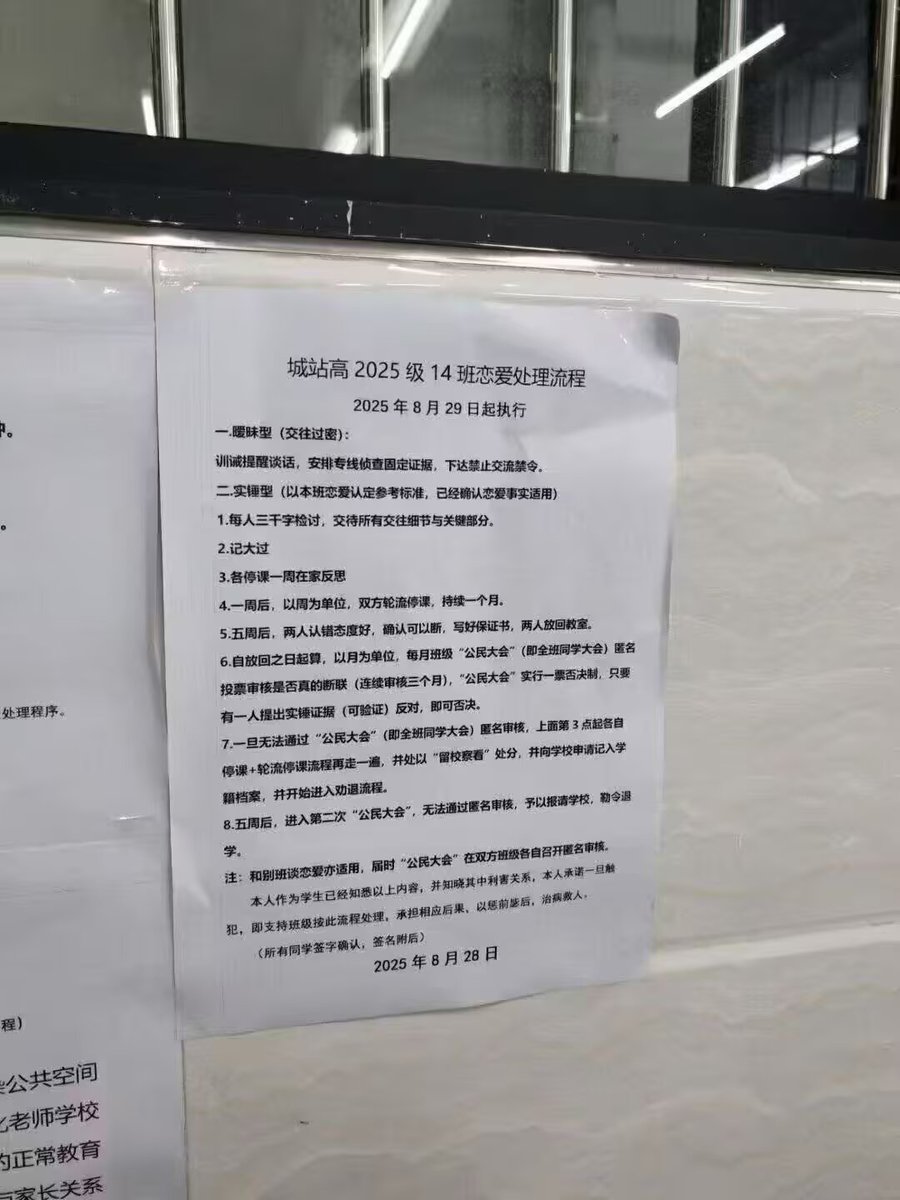 城站高 2025 级 14 班恋爱处理流程
2025 年 8 月 29 日起执行
一.暧昧型（交往过密）：
训诫提醒谈话，安排专线侦查固定证据，下达禁止交流禁令。
二.实锤型（以本班恋爱认定参考标准，已经确认恋爱事实适用）
1.每人三千字检讨，交待所有交往细节与关键部分。
2.记大过
3.各停课一周在家反思
4.一周后，以周为单位，双方轮流停课，持续一个月。
5.五周后，两人认错态度好，确认可以断，写好保证书，两人放回教室。
6.自放回之日起算，以月为单位，每月班级“公民大会”（即全班同学大会）匿名
投票审核是否真的断联（连续审核三个月），“公民大会”实行一票否决制，只要
有一人提出实锤证据（可验证）反对，即可否决。
7.一旦无法通过“公民大会”（即全班同学大会）匿名审核，上面第 3 点起各自
停课+轮流停课流程再走一遍，并处以“留校察看”处分，并向学校申请记入学
籍档案，并开始进入劝退流程。
8.五周后，进入第二次“公民大会”，无法通过匿名审核，予以报请学校，勒令退
学。
注：和别班谈恋爱亦适用，届时“公民大会”在双方班级各自召开匿名审核。
本人作为学生已经知悉以上内容，并知晓其中利害关系，本人承诺一旦触
犯，即支持班级按此流程处理，承担相应后果，以惩前毖后，治病救人。
（所有同学签字确认，签名附后）
2025 年 8 月 28 日
。
。
处理程序。
程）
公共空间
老师学校
的正常教育
家长关系